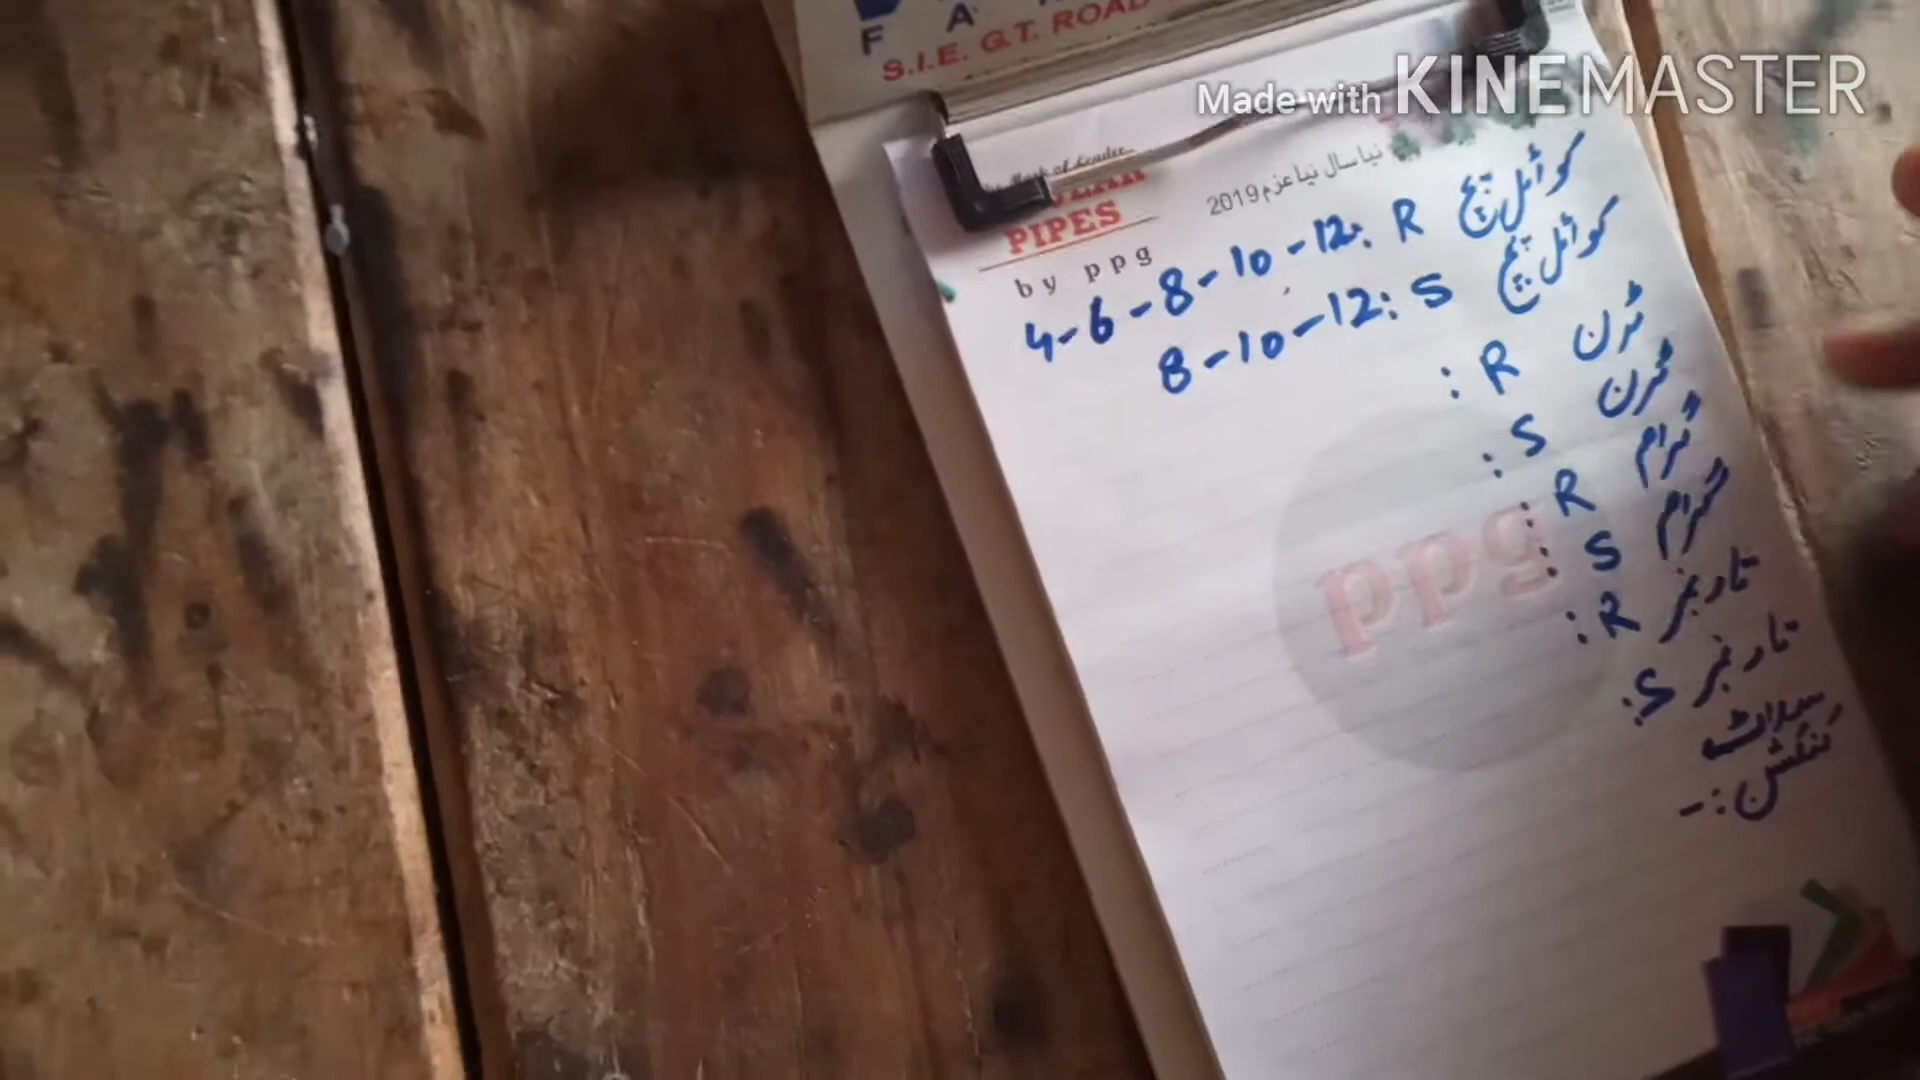 F A
S.I.E. G.T. ROAD
Made with KINEMASTER
نیا سال نیا عزم 2019
PIPES
by ppg
کوائل پچ R :4-6-8-10-12
کوائل پچ S :8-10-12
ٹرن R :
ٹرن S :
گرام R :
گرام S :
تار نمبر R :
تار نمبر S :
سلاٹ
کنکشن :-
ppg